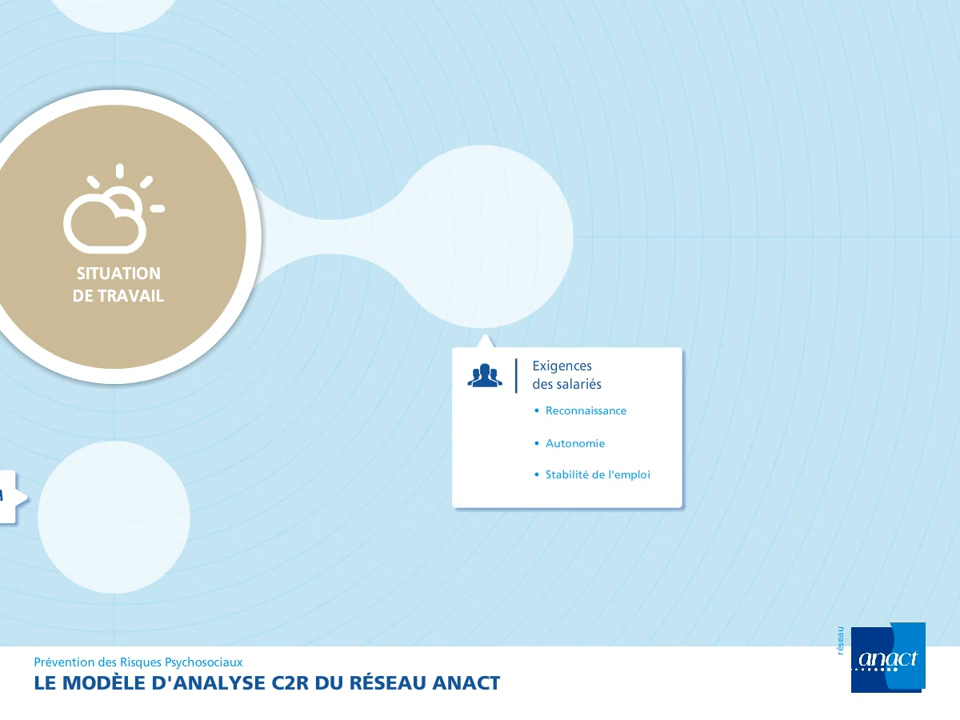 SITUATION
DE TRAVAIL
Exigences
des salariés
• Reconnaissance
• Autonomie
• Stabilité de l'emploi
Prévention des Risques Psychosociaux
LE MODÈLE D'ANALYSE C2R DU RÉSEAU ANACT
réseau
anact